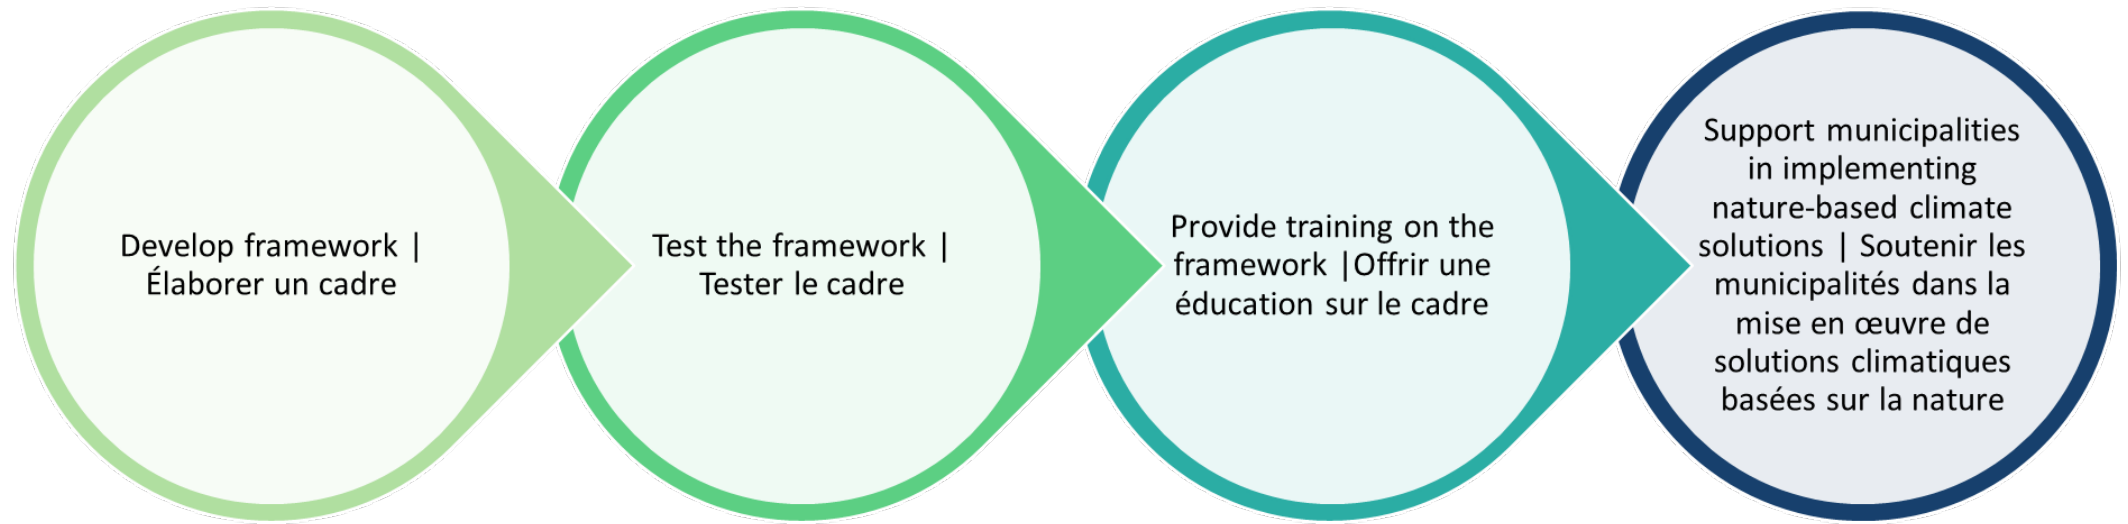 Develop framework |
Élaborer un cadre
Test the framework |
Tester le cadre
Provide training on the
framework |Offrir une
éducation sur le cadre
Support municipalities
in implementing
nature-based climate
solutions | Soutenir les
municipalités dans la
mise en œuvre de
solutions climatiques
basées sur la nature